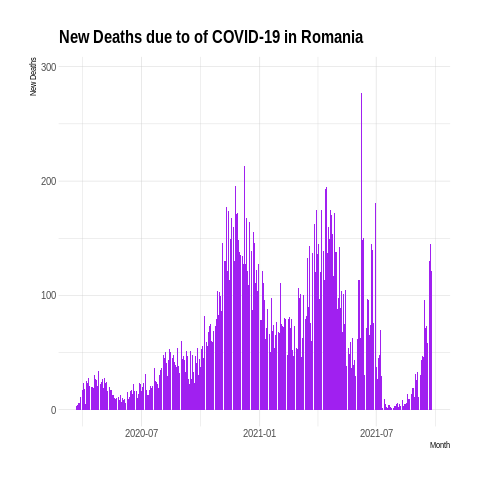 New Deaths due to of COVID-19 in Romania
New Deaths
300
200
100
0
2020-07 2021-01 2021-07
Month